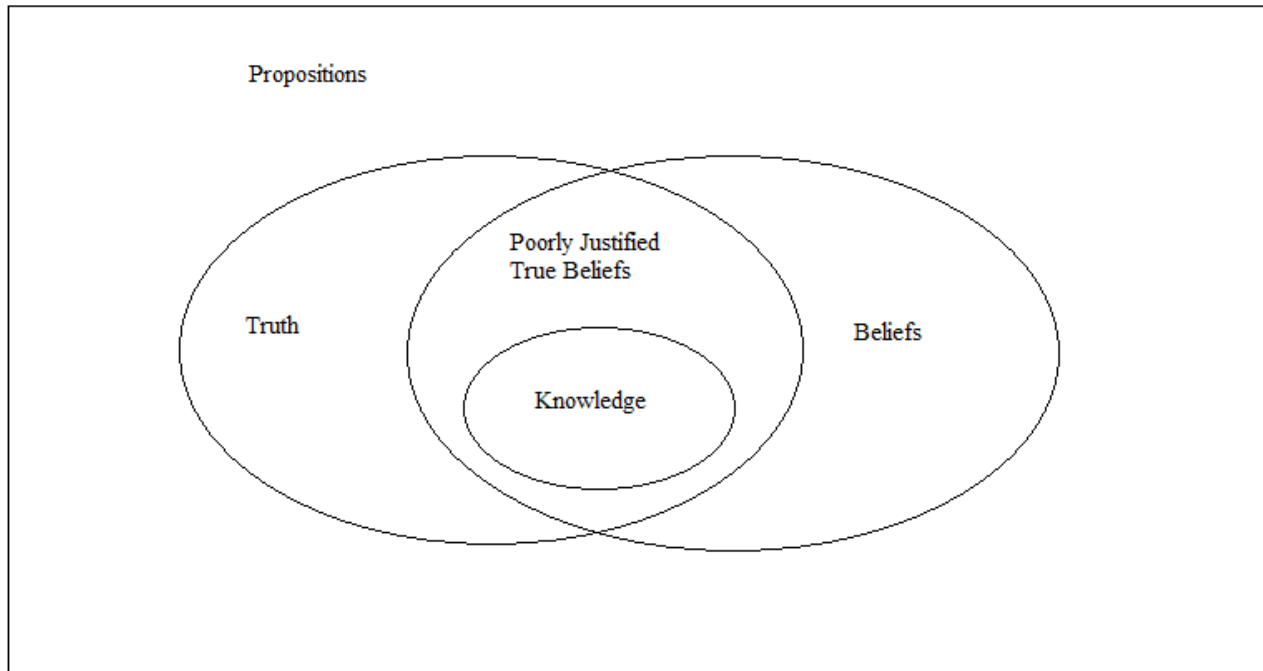 Propositions
Poorly Justified
True Beliefs
Truth
Beliefs
Knowledge